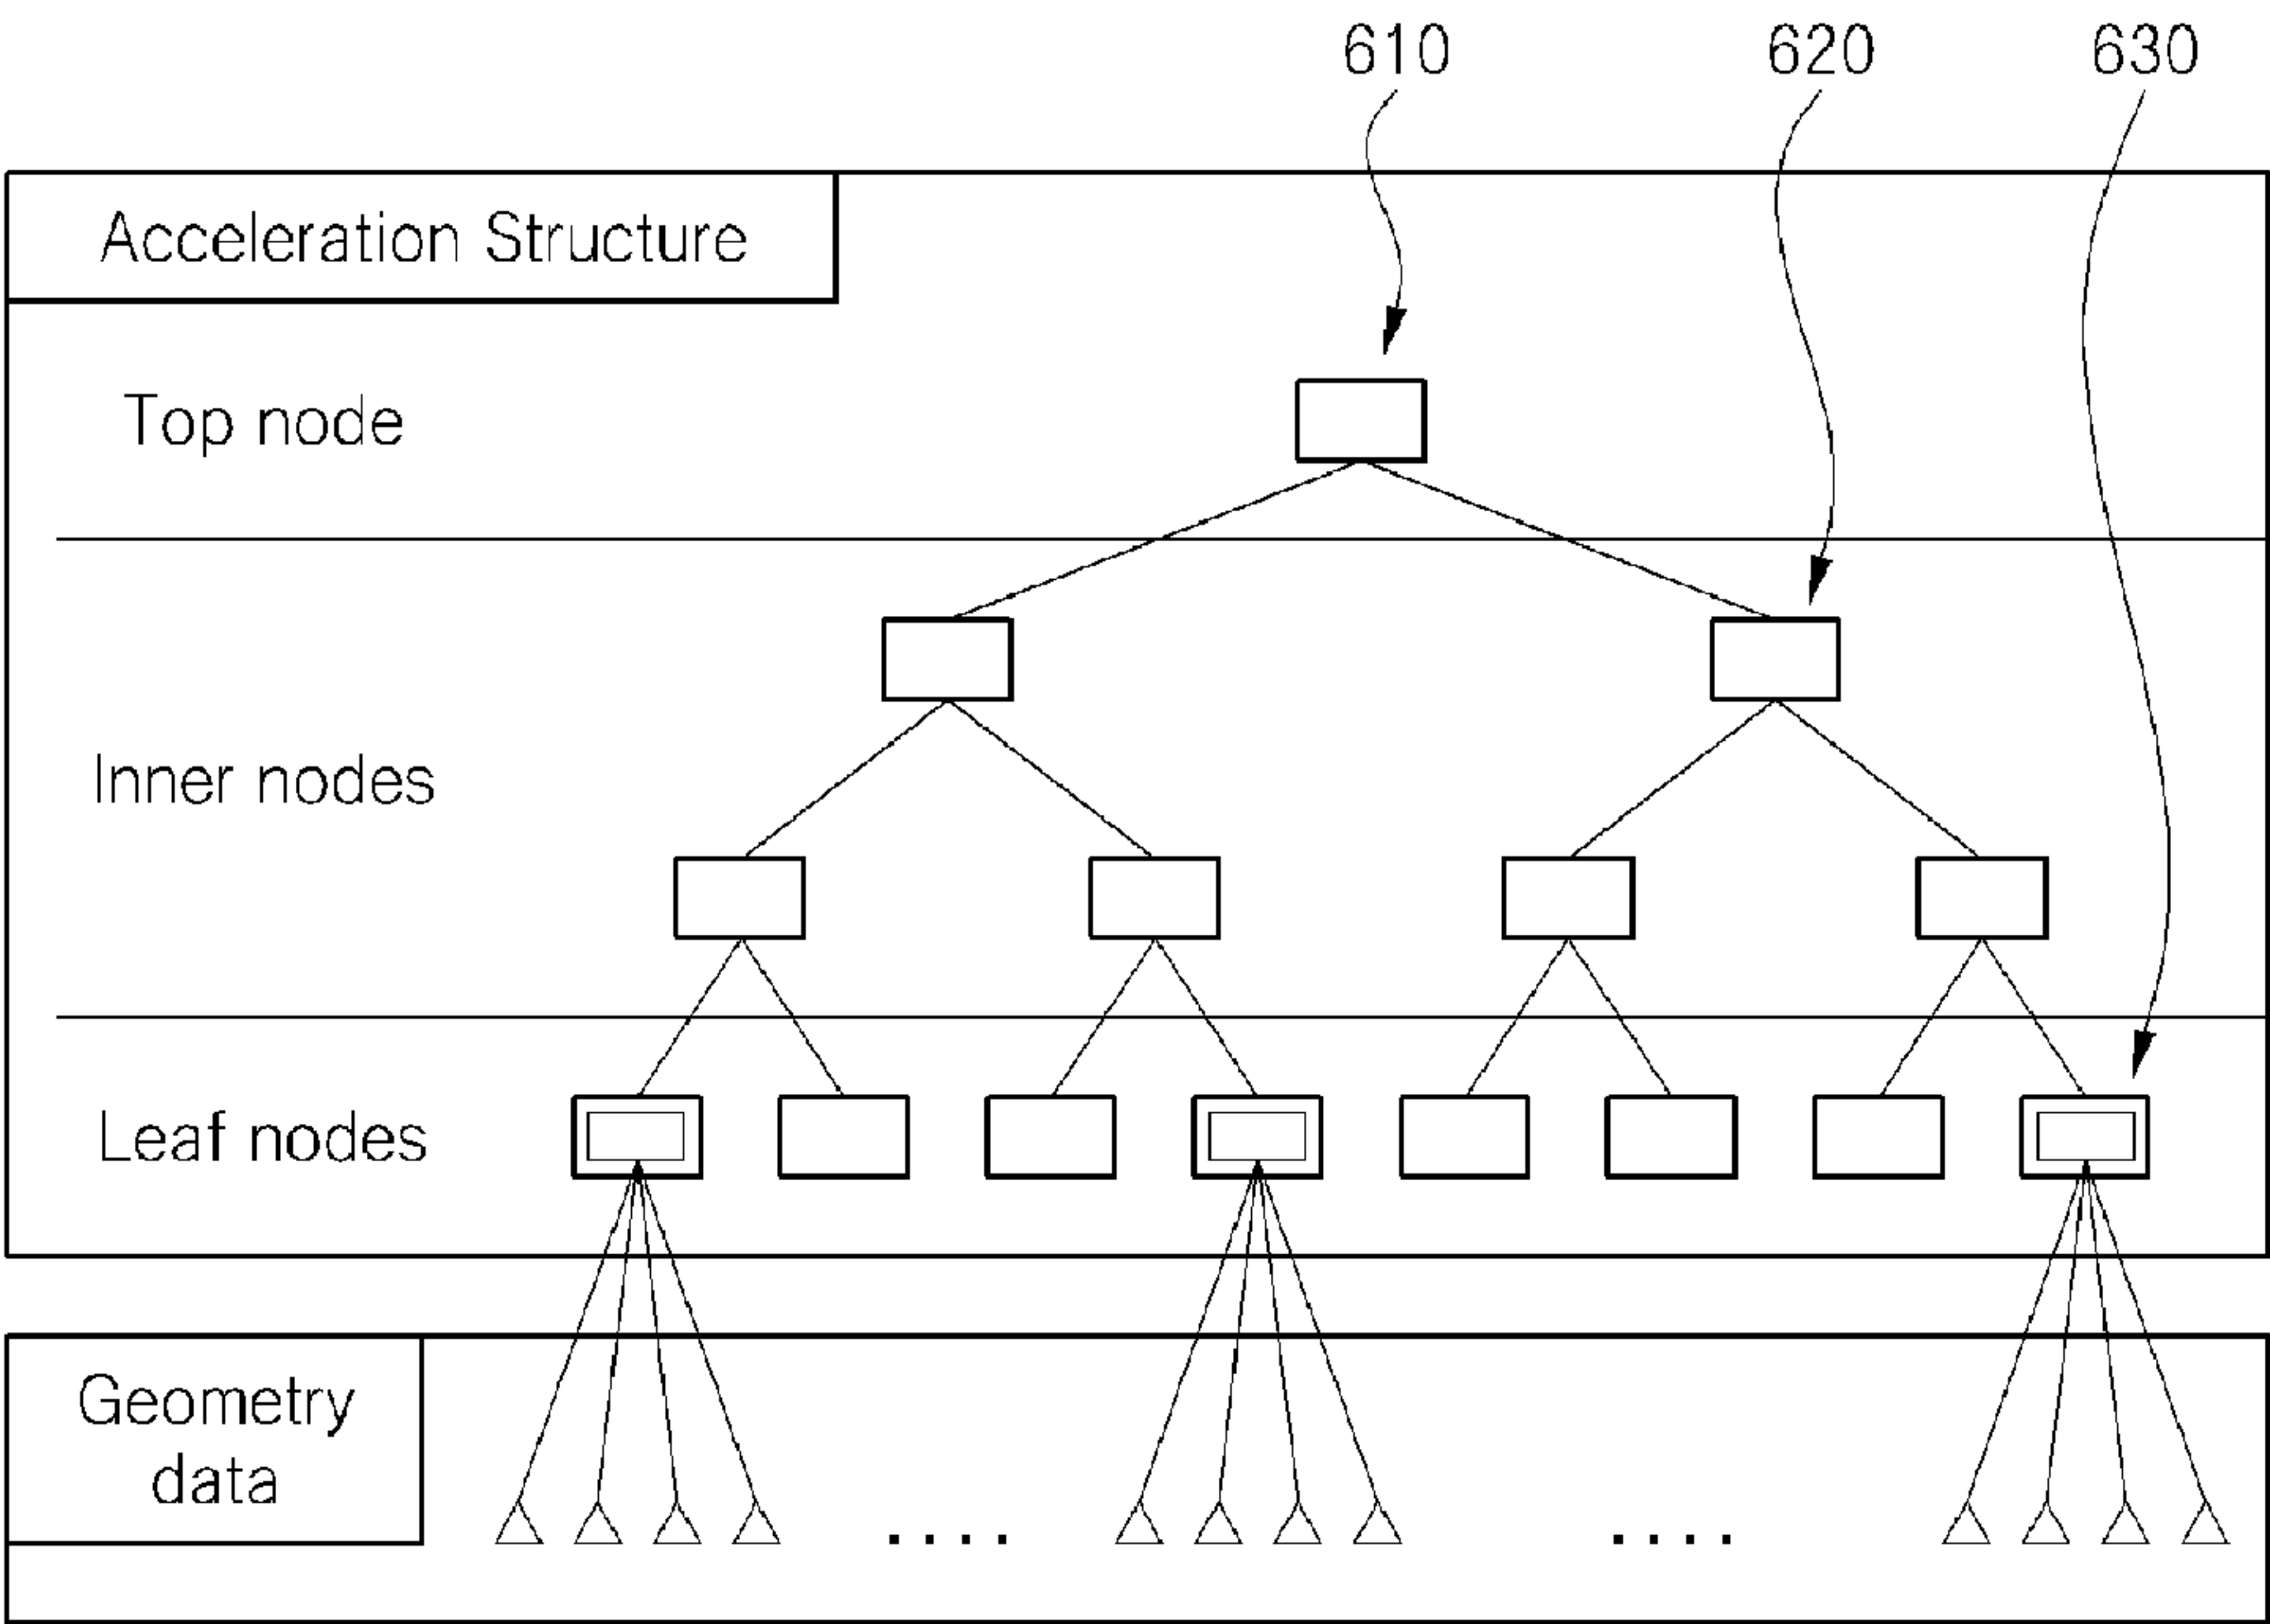 610 620 630
Acceleration Structure
Top node
Inner nodes
Leaf nodes
Geometry
data
.... ....